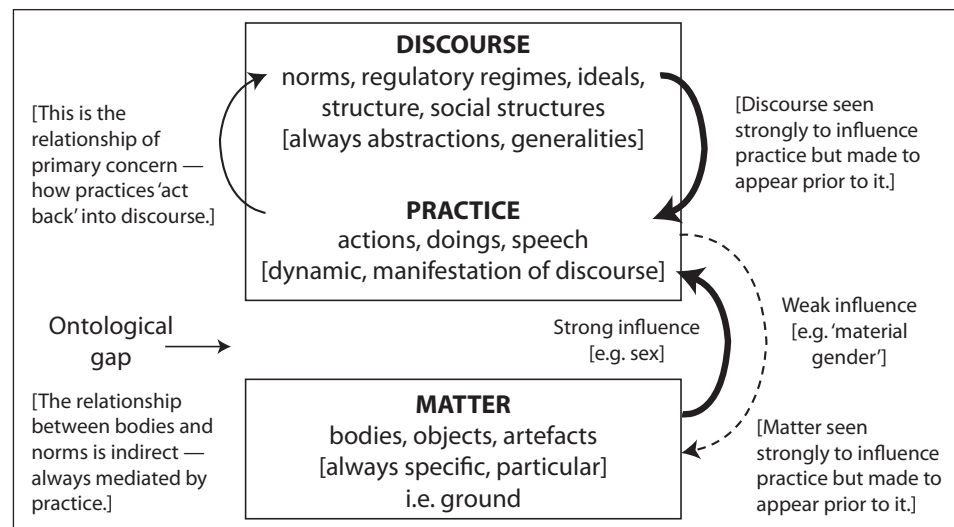 DISCOURSE
norms, regulatory regimes, ideals,
structure, social structures
[always abstractions, generalities]
[This is the
relationship of
primary concern —
how practices ‘act
back’ into discourse.]
[Discourse seen
strongly to influence
practice but made to
appear prior to it.]
PRACTICE
actions, doings, speech
[dynamic, manifestation of discourse]
Ontological
gap
Strong influence
[e.g. sex]
Weak influence
[e.g. ‘material
gender’]
[The relationship
between bodies and
norms is indirect —
always mediated by
practice.]
MATTER
bodies, objects, artefacts
[always specific, particular]
i.e. ground
[Matter seen
strongly to influence
practice but made to
appear prior to it.]